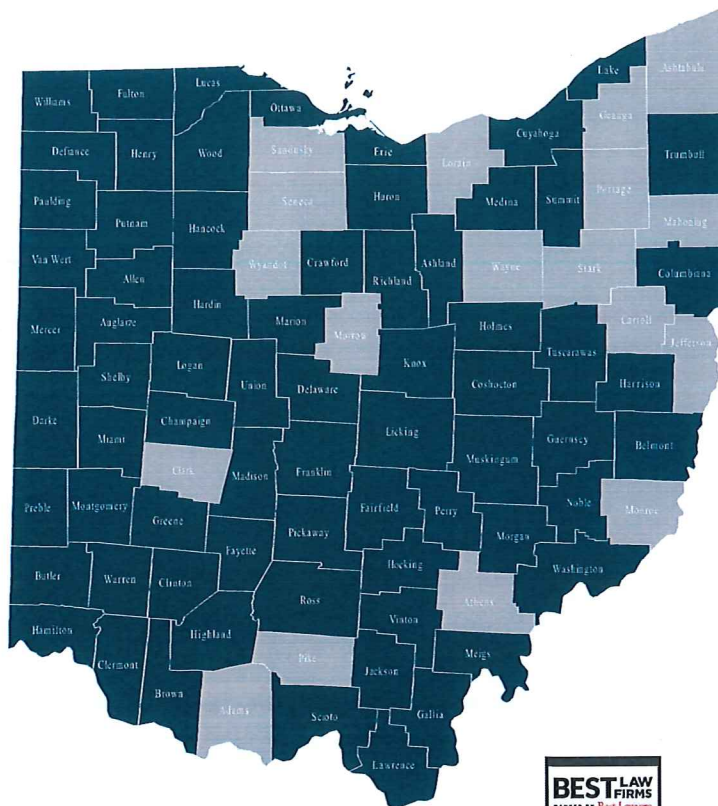 Lake
Ashtabula
Williams
Fulton
Lucas
Ottawa
Geauga
Cuyahoga
Defiance
Henry
Wood
Sandusky
Erie
Lorain
Trumbull
Paulding
Seneca
Huron
Medina
Summit
Portage
Mahoning
Putnam
Hancock
Van Wert
Wyandot
Crawford
Richland
Ashland
Wayne
Stark
Columbiana
Allen
Hardin
Mercer
Auglaize
Marion
Morrow
Holmes
Carroll
Jefferson
Tuscarawas
Shelby
Logan
Union
Delaware
Knox
Coshocton
Harrison
Darke
Miami
Champaign
Licking
Guernsey
Belmont
Clark
Madison
Franklin
Muskingum
Preble
Montgomery
Greene
Fairfield
Perry
Noble
Monroe
Pickaway
Morgan
Fayette
Butler
Warren
Clinton
Hocking
Washington
Ross
Athens
Hamilton
Highland
Vinton
Clermont
Pike
Meigs
Brown
Jackson
Adams
Scioto
Gallia
Lawrence
BEST LAW
FIRMS